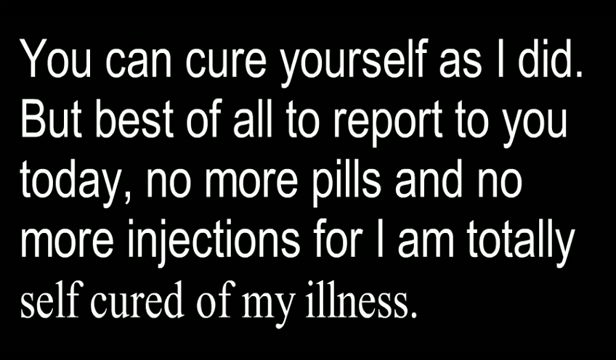 You can cure yourself as I did.
But best of all to report to you
today, no more pills and no
more injections for I am totally
self cured of my illness.